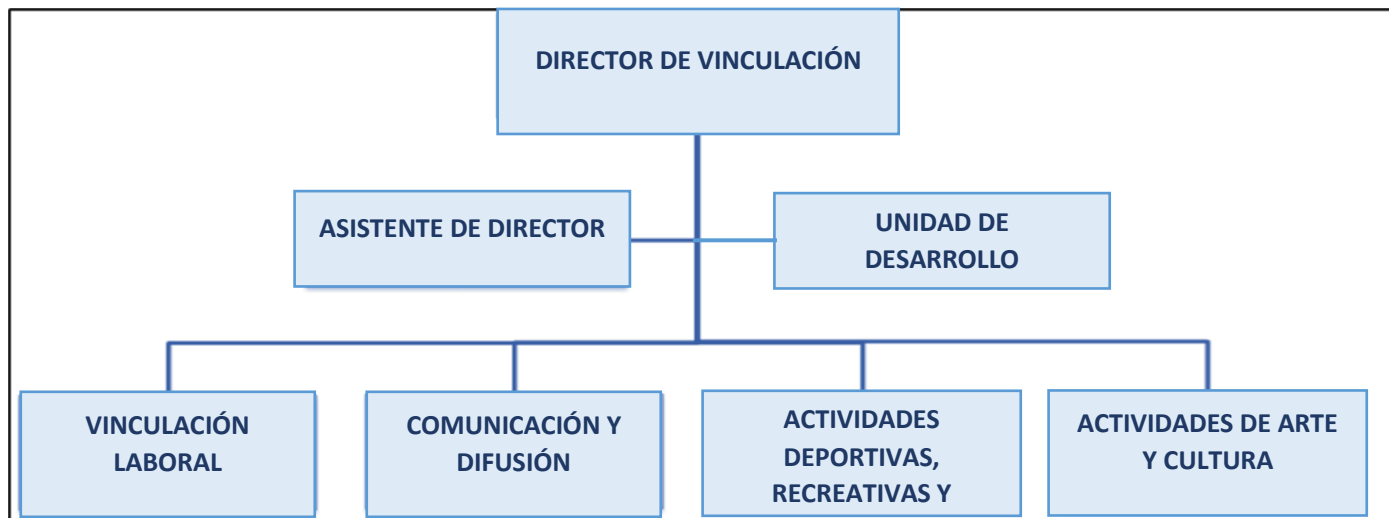 DIRECTOR DE VINCULACIÓN
ASISTENTE DE DIRECTOR
UNIDAD DE
DESARROLLO
VINCULACIÓN
LABORAL
COMUNICACIÓN Y
DIFUSIÓN
ACTIVIDADES
DEPORTIVAS,
RECREATIVAS Y
ACTIVIDADES DE ARTE
Y CULTURA